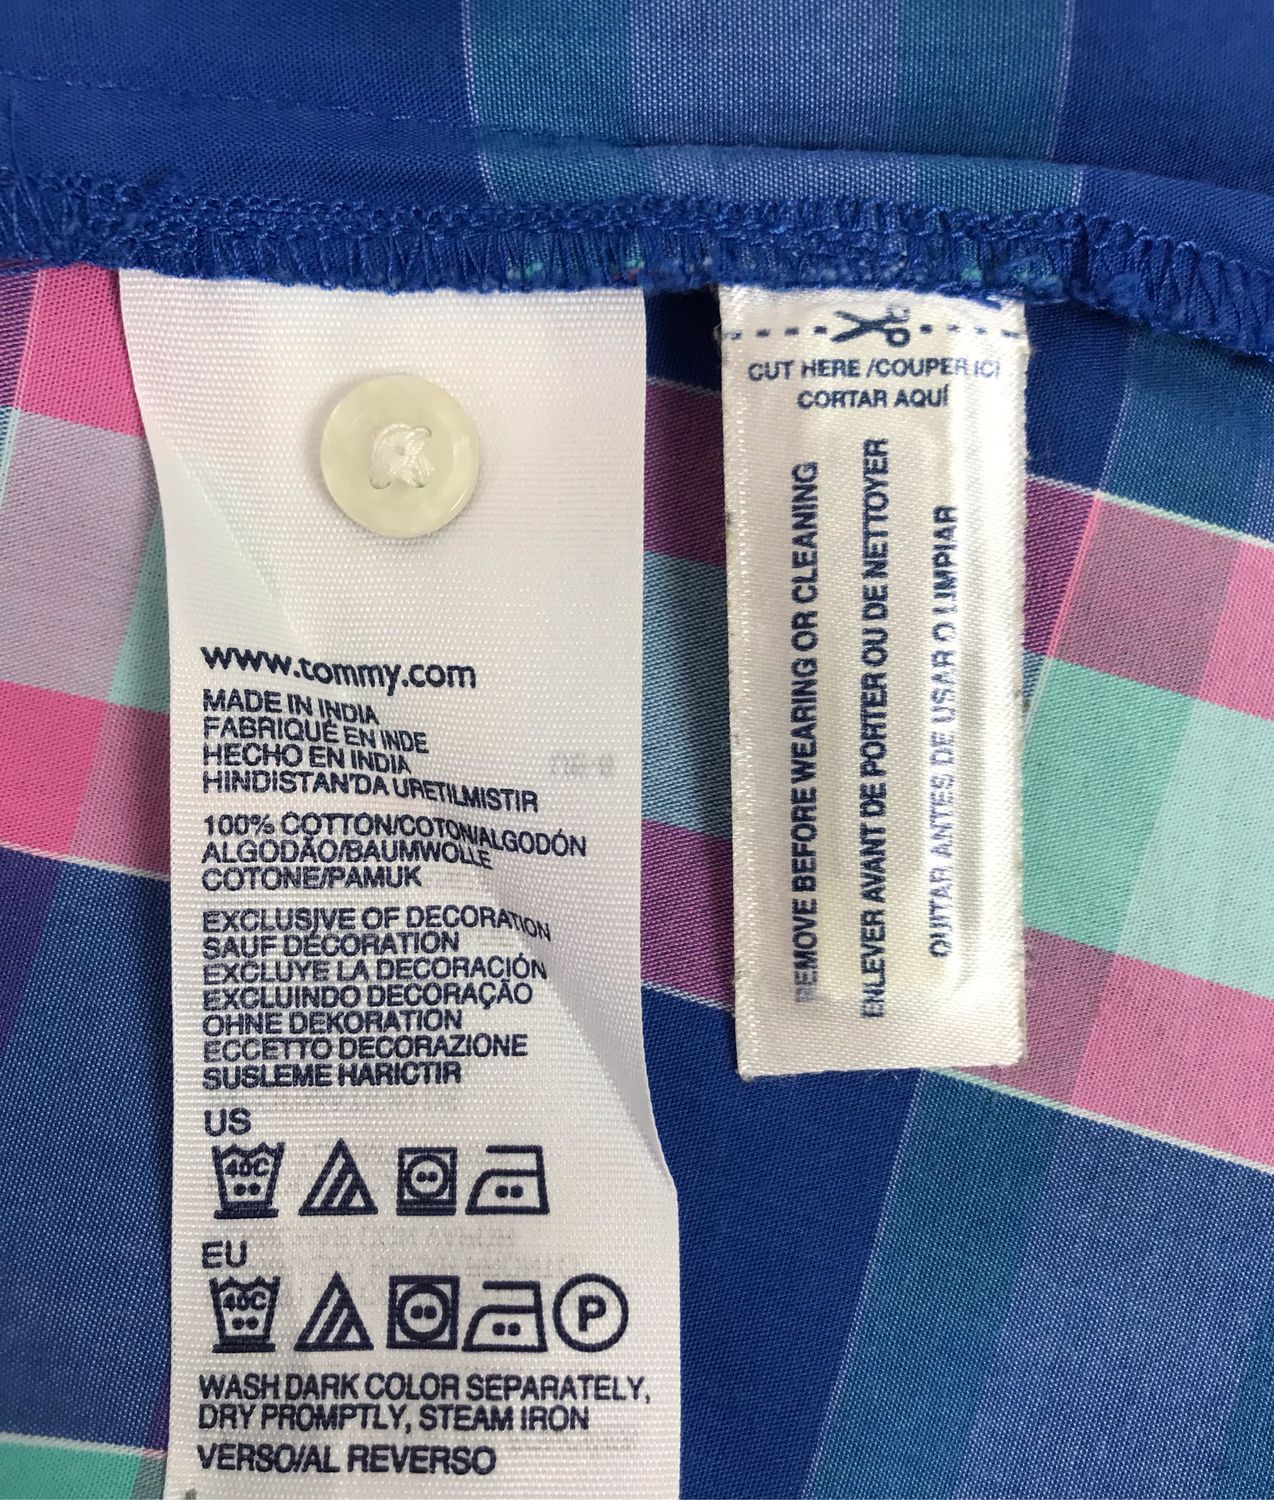 www.tommy.com
MADE IN INDIA
FABRIQUÉ EN INDE
HECHO EN INDIA
HINDISTAN'DA URETILMISTIR
100% COTTON/COTON/ALGODÓN
ALGODÃO/BAUMWOLLE
COTONE/PAMUK
EXCLUSIVE OF DECORATION
SAUF DÉCORATION
EXCLUYE LA DECORACIÓN
EXCLUINDO DECORAÇÃO
OHNE DEKORATION
ECCETTO DECORAZIONE
SUSLEME HARICTIR
US
40C
EU
40C
P
WASH DARK COLOR SEPARATELY,
DRY PROMPTLY, STEAM IRON
VERSO/AL REVERSO
CUT HERE /COUPER ICI
CORTAR AQUÍ
REMOVE BEFORE WEARING OR CLEANING
ENLEVER AVANT DE PORTER OU DE NETTOYER
QUITAR ANTES DE USAR O LIMPIAR